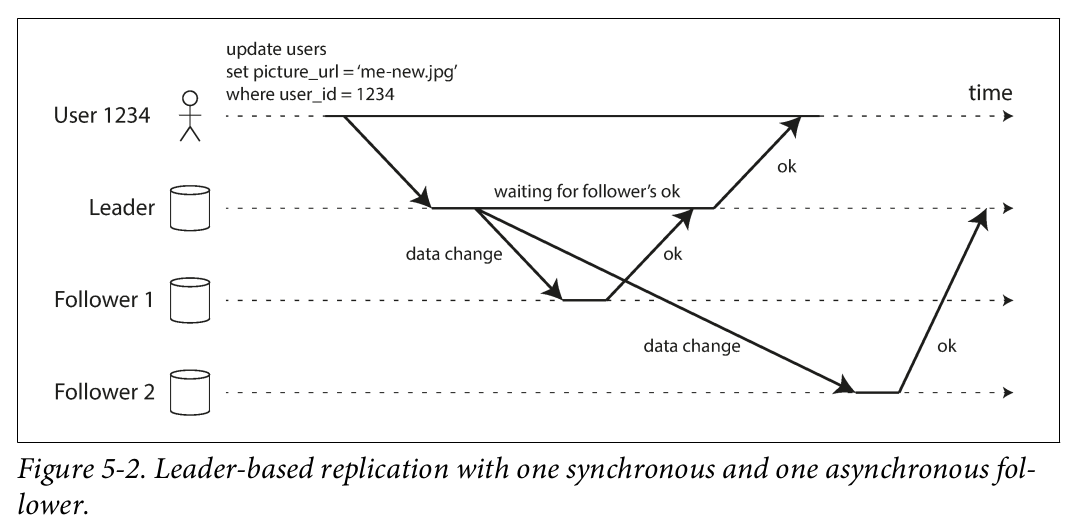 update users
set picture_url = ‘me-new.jpg’
where user_id = 1234
User 1234
time
ok
Leader
waiting for follower’s ok
data change
ok
Follower 1
data change
ok
Follower 2
Figure 5-2. Leader-based replication with one synchronous and one asynchronous fol-
lower.